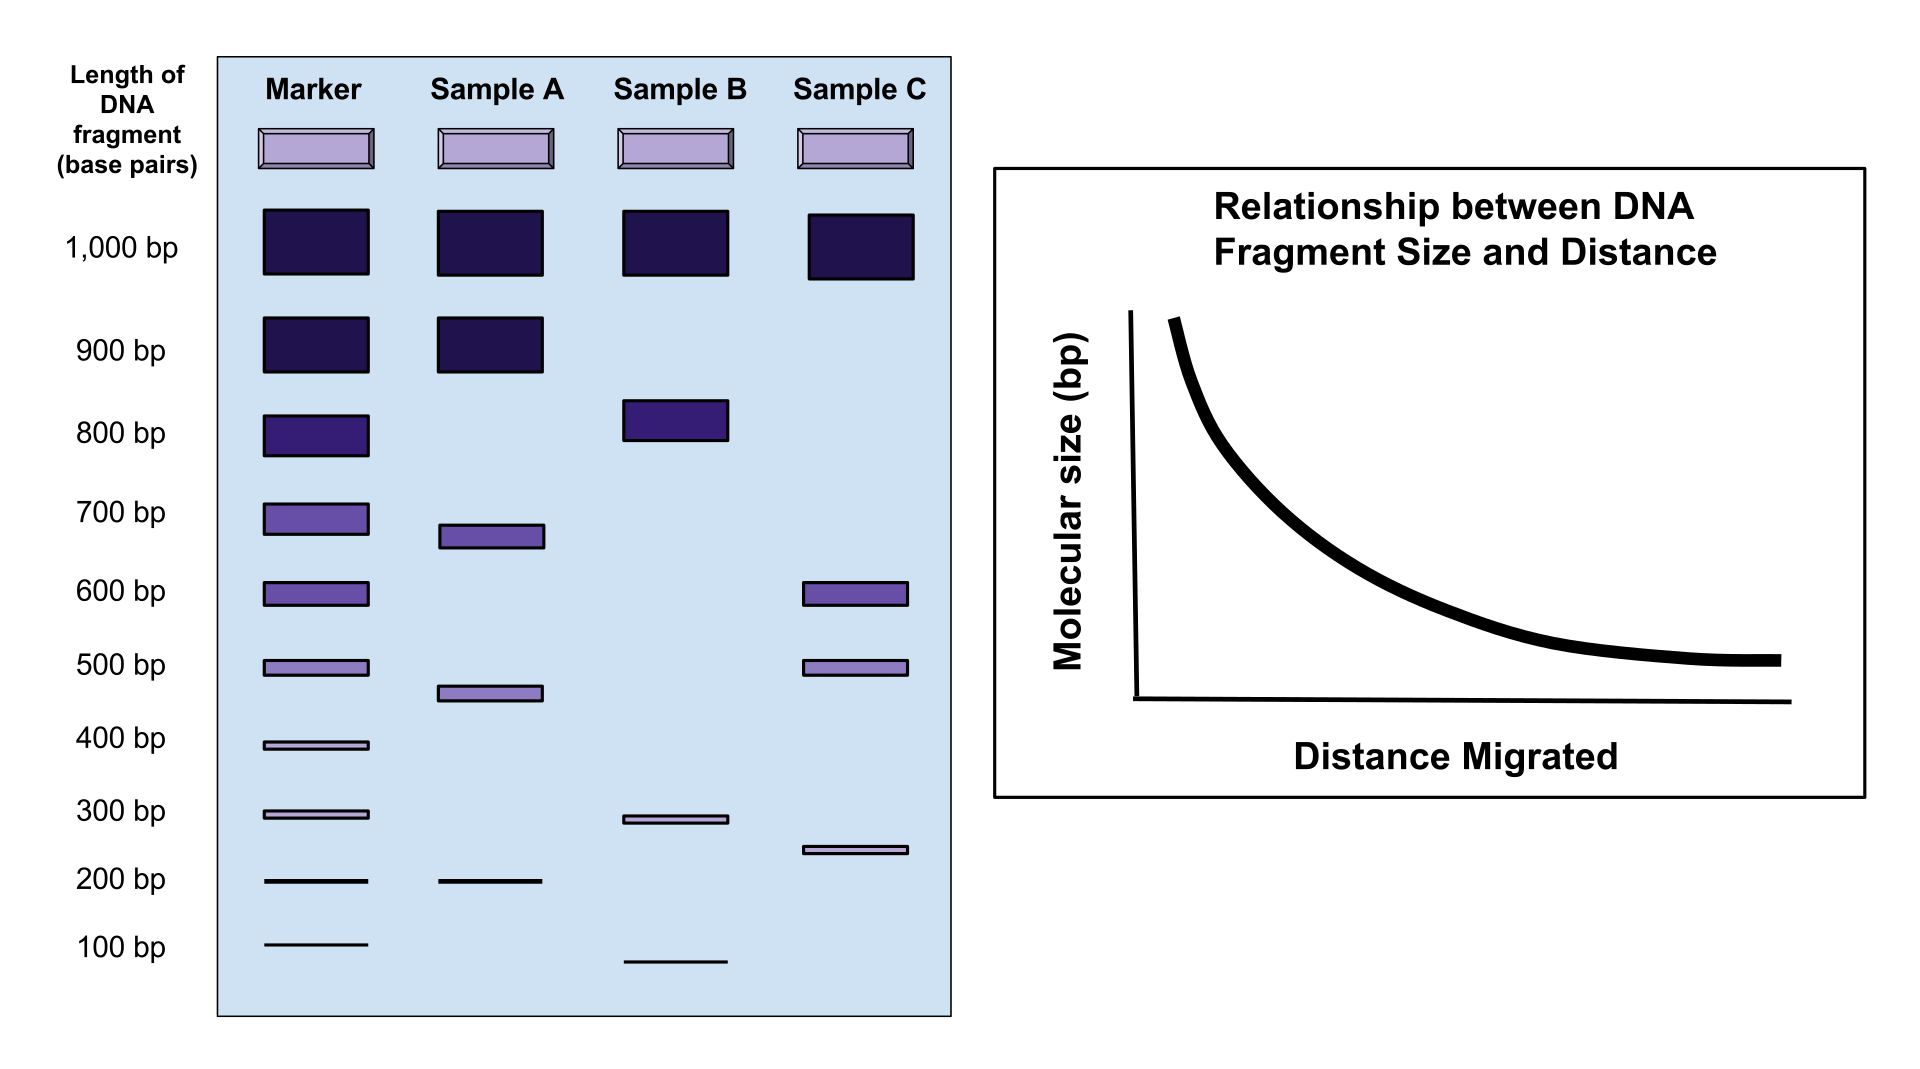 Length of
DNA
fragment
(base pairs)
Marker
Sample A
Sample B
Sample C
1,000 bp
900 bp
800 bp
700 bp
600 bp
500 bp
400 bp
300 bp
200 bp
100 bp
Relationship between DNA
Fragment Size and Distance
Molecular size (bp)
Distance Migrated